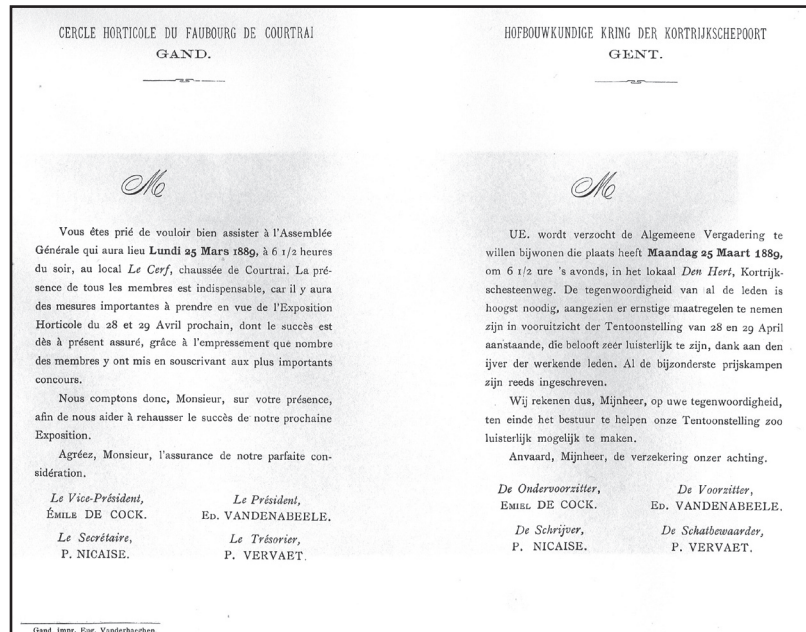 CERCLE HORTICOLE DU FAUBOURG DE COURTRAI
GAND.
M
Vous êtes prié de vouloir bien assister à l'Assemblée
Générale qui aura lieu Lundi 25 Mars 1889, à 6 1/2 heures
du soir, au local Le Cerf, chaussée de Courtrai. La pré-
sence de tous les membres est indispensable, car il y aura
des mesures importantes à prendre en vue de l'Exposition
Horticole du 28 et 29 Avril prochain, dont le succès est
dès à présent assuré, grâce à l'empressement que nombre
des membres y ont mis en souscrivant aux plus importants
concours.
Nous comptons donc, Monsieur, sur votre présence,
afin de nous aider à rehausser le succès de notre prochaine
Exposition.
Agréez, Monsieur, l'assurance de notre parfaite con-
sidération.
Le Vice-Président,
ÉMILE DE COCK.
Le Président,
ED. VANDENABEELE.
Le Secrétaire,
P. NICAISE.
Le Trésorier,
P. VERVAET.
Gand, impr. Eug. Vanderhaeghen.
HOFBOUWKUNDIGE KRING DER KORTRIJKSCHEPOORT
GENT.
M
UE. wordt verzocht de Algemeene Vergadering te
willen bijwonen die plaats heeft Maandag 25 Maart 1889,
om 6 1/2 ure 's avonds, in het lokaal Den Hert, Kortrijk-
schesteenweg. De tegenwoordigheid van al de leden is
hoogst noodig, aangezien er ernstige maatregelen te nemen
zijn in vooruitzicht der Tentoonstelling van 28 en 29 April
aanstaande, die belooft zeer luisterlijk te zijn, dank aan den
ijver der werkende leden. Al de bijzonderste prijskampen
zijn reeds ingeschreven.
Wij rekenen dus, Mijnheer, op uwe tegenwoordigheid,
ten einde het bestuur te helpen onze Tentoonstelling zoo
luisterlijk mogelijk te maken.
Anvaard, Mijnheer, de verzekering onzer achting.
De Ondervoorzitter,
EMIEL DE COCK.
De Voorzitter,
ED. VANDENABEELE.
De Schrijver,
P. NICAISE.
De Schatbewaarder,
P. VERVAET.